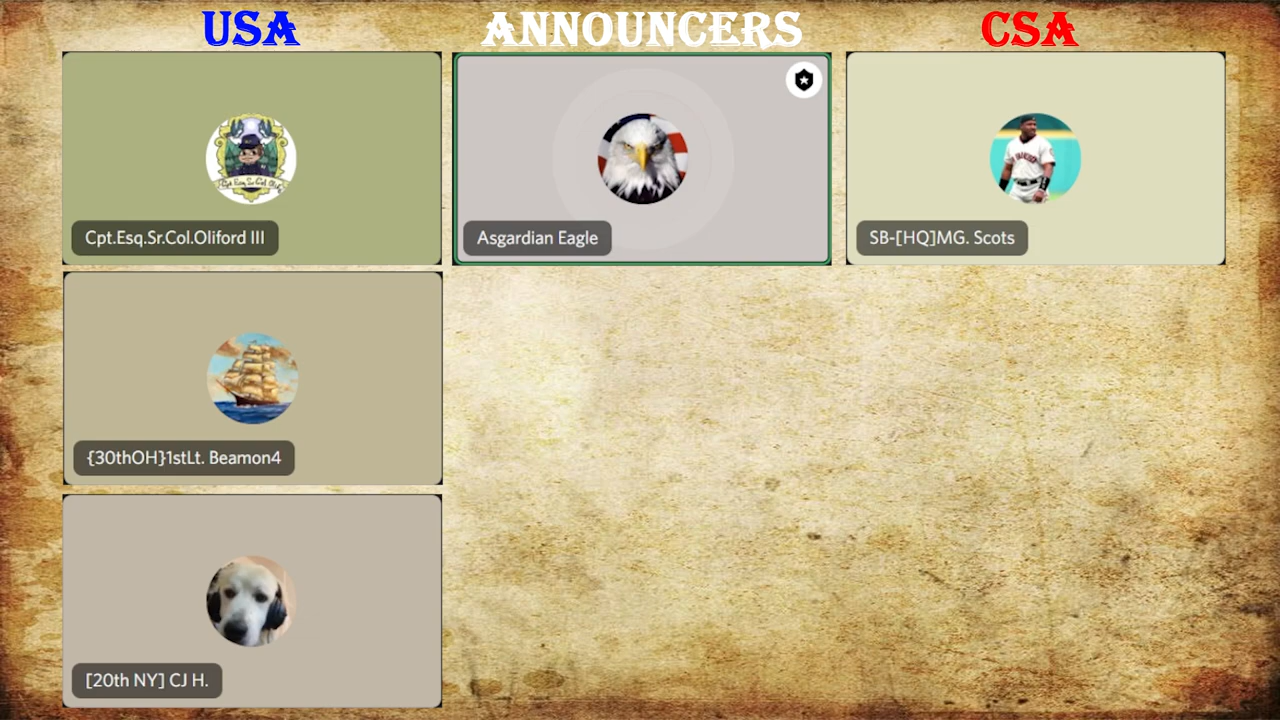 USA
ANNOUNCERS
CSA
Cpt.Esq.Sr.Col.Oliford III
Asgardian Eagle
SB-[HQ]MG. Scots
{30thOH}1stLt. Beamon4
[20th NY] CJ H.